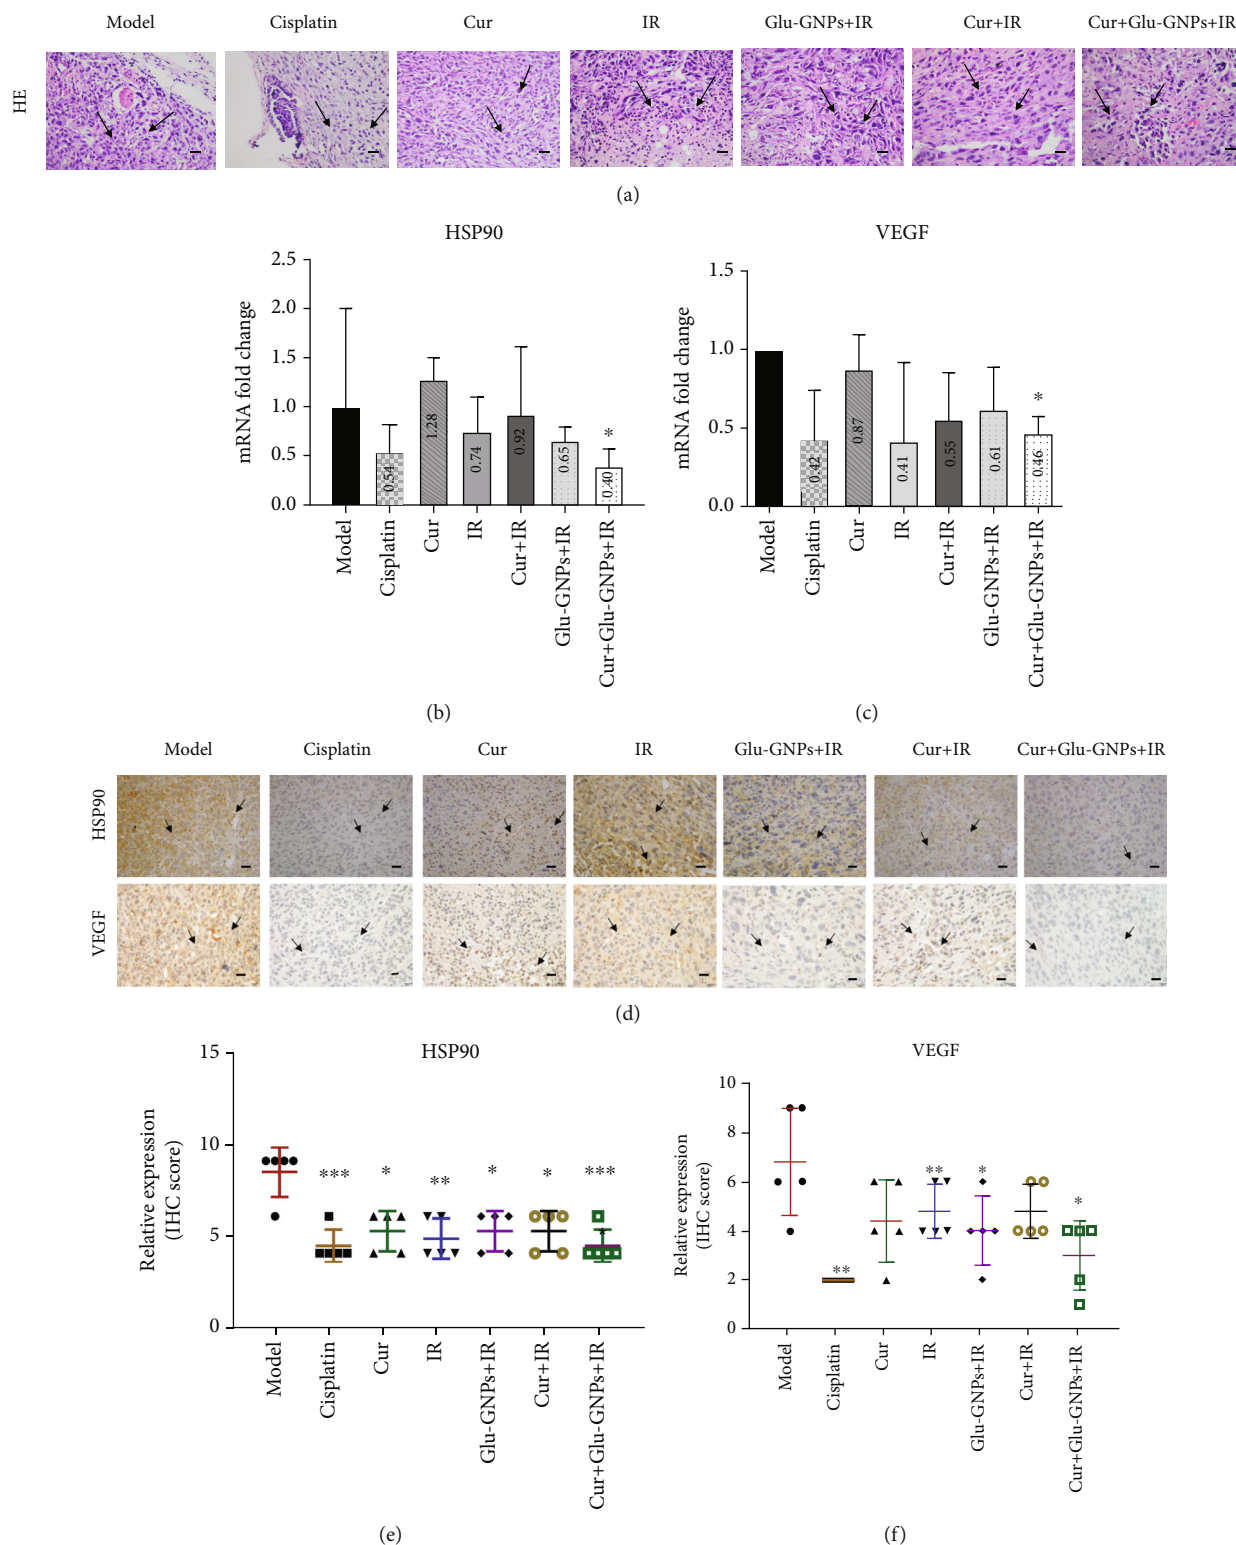 Model Cisplatin Cur IR Glu-GNPs+IR Cur+IR Cur+Glu-GNPs+IR
HE
(a)
HSP90
mRNA fold change
2.5
2.0
1.5
1.0
0.5
0.0
0.54
1.28
0.74
0.92
0.65
0.40
*
Model
Cisplatin
Cur
IR
Cur+IR
Glu-GNPs+IR
Cur+Glu-GNPs+IR
(b)
VEGF
mRNA fold change
1.5
1.0
0.5
0.0
0.42
0.87
0.41
0.55
0.61
0.46
*
Model
Cisplatin
Cur
IR
Cur+IR
Glu-GNPs+IR
Cur+Glu-GNPs+IR
(c)
Model Cisplatin Cur IR Glu-GNPs+IR Cur+IR Cur+Glu-GNPs+IR
HSP90
VEGF
(d)
HSP90
Relative expression
(IHC score)
15
10
5
0
*** * ** * * ***
Model
Cisplatin
Cur
IR
Glu-GNPs+IR
Cur+IR
Cur+Glu-GNPs+IR
(e)
VEGF
Relative expression
(IHC score)
10
8
6
4
2
0
** ** * *
Model
Cisplatin
Cur
IR
Glu-GNPs+IR
Cur+IR
Cur+Glu-GNPs+IR
(f)